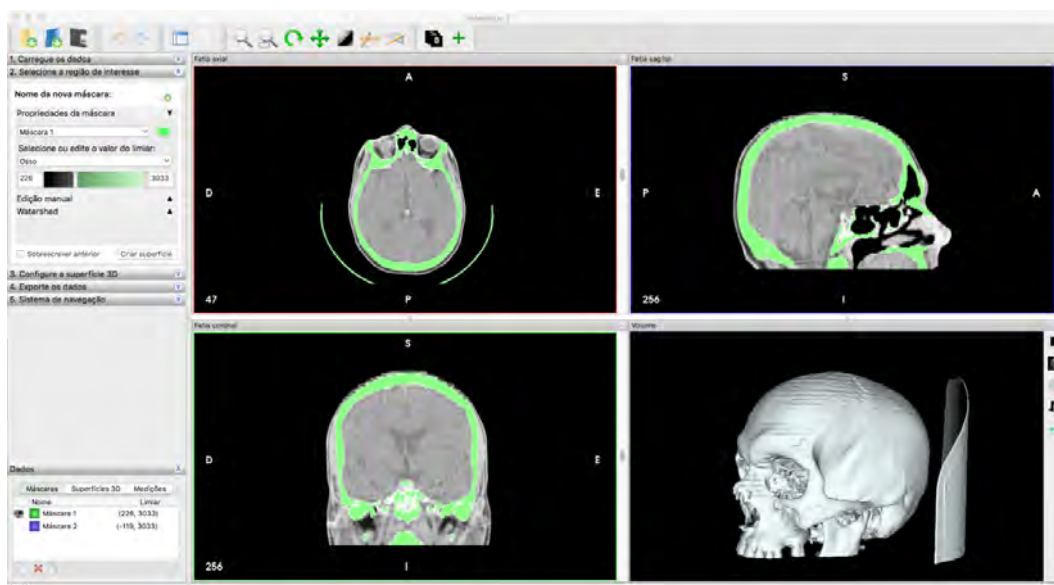 1. Carregue os dados
2. Selecione a região de interesse
Nome da nova máscara:
Propriedades da máscara
Máscara 1
Selecione ou edite o valor do limiar:
Osso
226 3033
Edição manual
Watershed
Sobrescrever anterior Criar superfície
3. Configure a superfície 3D
4. Exporte os dados
5. Sistema de navegação
Dados
Máscaras Superfícies 3D Medições
Nome Limiar
Máscara 1 (226, 3033)
Máscara 2 (-119, 3033)
Fatia axial
A
D E
47 P
Fatia sagital
S
P A
256 I
Fatia coronal
S
D E
256 I
Volume